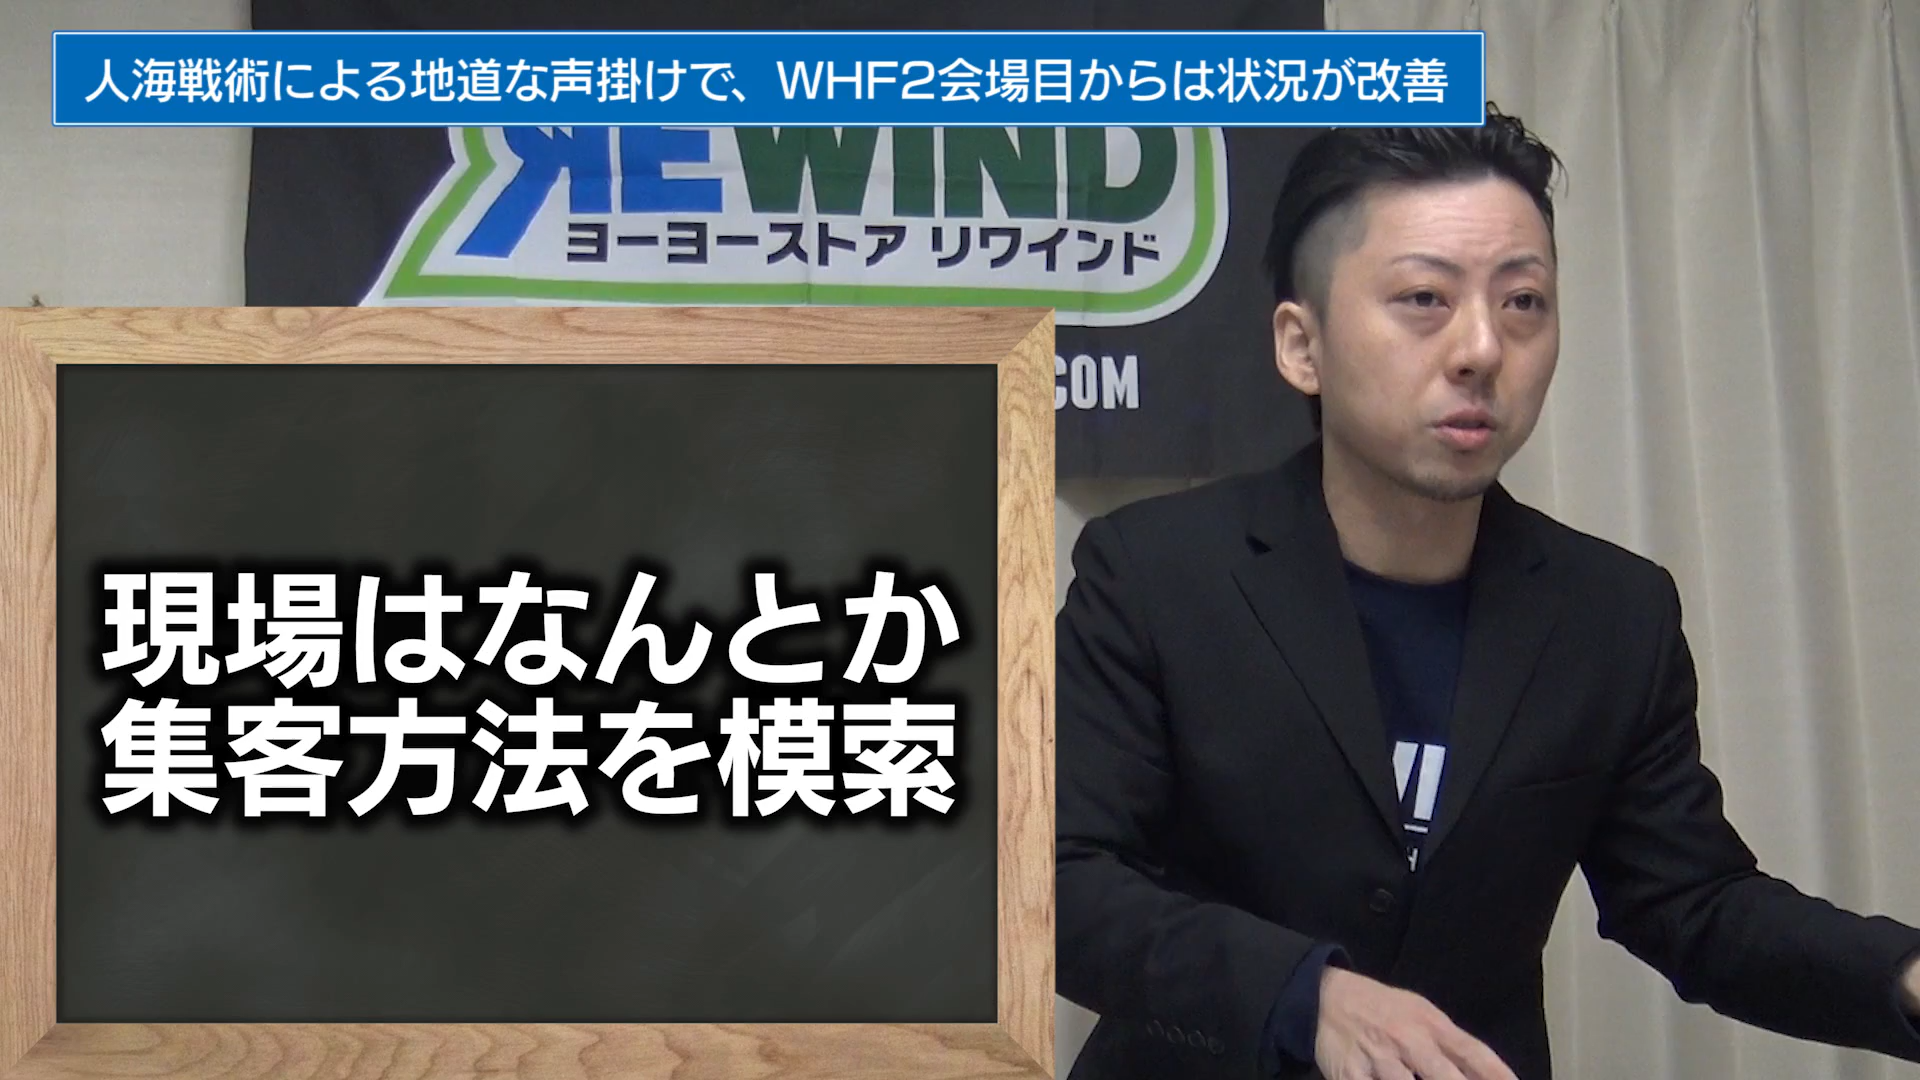 人海戦術による地道な声掛けで、WHF2会場目からは状況が改善
REWIND
ヨーヨーストア リワインド
COM
現場はなんとか
集客方法を模索